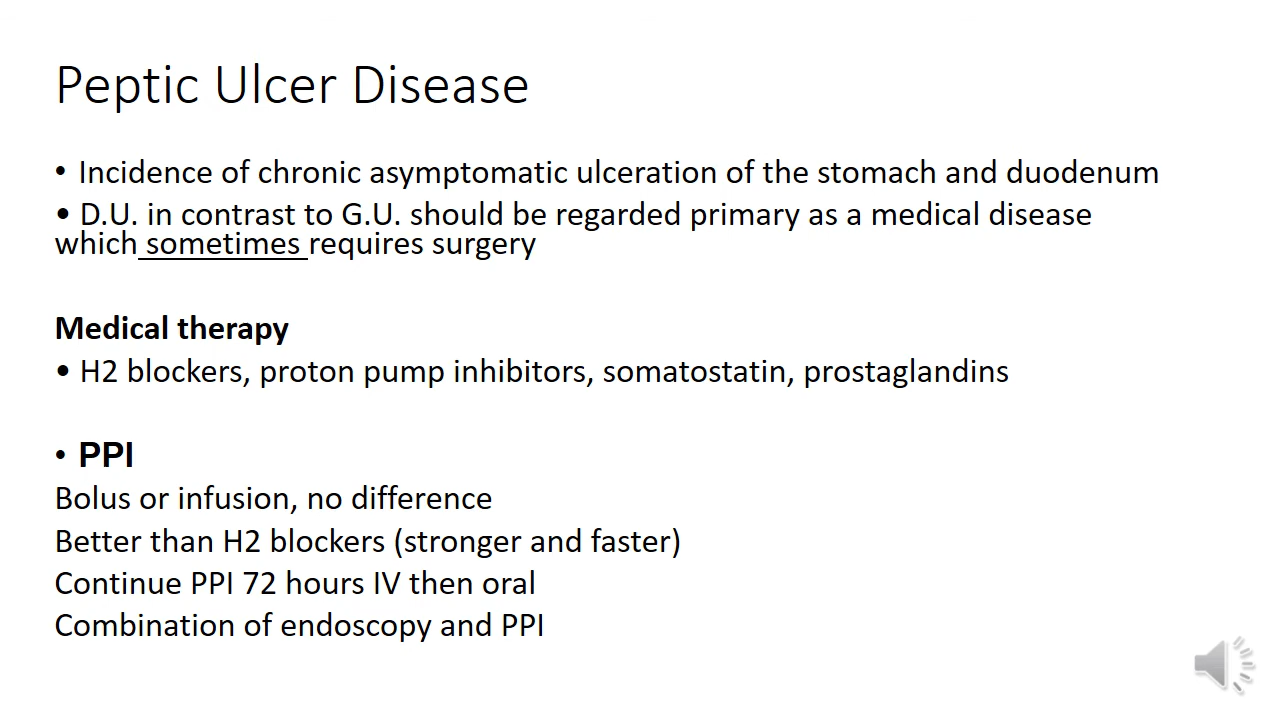 Peptic Ulcer Disease
• Incidence of chronic asymptomatic ulceration of the stomach and duodenum
• D.U. in contrast to G.U. should be regarded primary as a medical disease
which sometimes requires surgery
Medical therapy
• H2 blockers, proton pump inhibitors, somatostatin, prostaglandins
• PPI
Bolus or infusion, no difference
Better than H2 blockers (stronger and faster)
Continue PPI 72 hours IV then oral
Combination of endoscopy and PPI